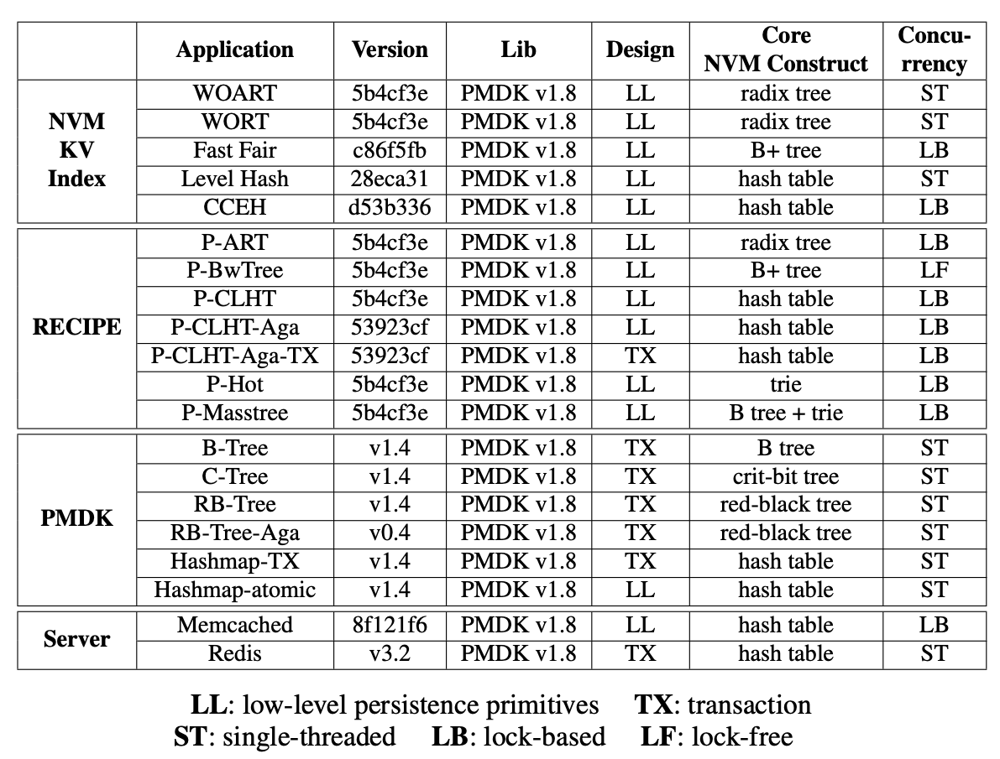 Application Version Lib Design Core NVM Construct Concu-rrency
NVM KV Index
WOART 5b4cf3e PMDK v1.8 LL radix tree ST
WORT 5b4cf3e PMDK v1.8 LL radix tree ST
Fast Fair c86f5fb PMDK v1.8 LL B+ tree LB
Level Hash 28eca31 PMDK v1.8 LL hash table ST
CCEH d53b336 PMDK v1.8 LL hash table LB
RECIPE
P-ART 5b4cf3e PMDK v1.8 LL radix tree LB
P-BwTree 5b4cf3e PMDK v1.8 LL B+ tree LF
P-CLHT 5b4cf3e PMDK v1.8 LL hash table LB
P-CLHT-Aga 53923cf PMDK v1.8 LL hash table LB
P-CLHT-Aga-TX 53923cf PMDK v1.8 TX hash table LB
P-Hot 5b4cf3e PMDK v1.8 LL trie LB
P-Masstree 5b4cf3e PMDK v1.8 LL B tree + trie LB
PMDK
B-Tree v1.4 PMDK v1.8 TX B tree ST
C-Tree v1.4 PMDK v1.8 TX crit-bit tree ST
RB-Tree v1.4 PMDK v1.8 TX red-black tree ST
RB-Tree-Aga v0.4 PMDK v1.8 TX red-black tree ST
Hashmap-TX v1.4 PMDK v1.8 TX hash table ST
Hashmap-atomic v1.4 PMDK v1.8 LL hash table ST
Server
Memcached 8f121f6 PMDK v1.8 LL hash table LB
Redis v3.2 PMDK v1.8 TX hash table ST
LL: low-level persistence primitives TX: transaction
ST: single-threaded LB: lock-based LF: lock-free